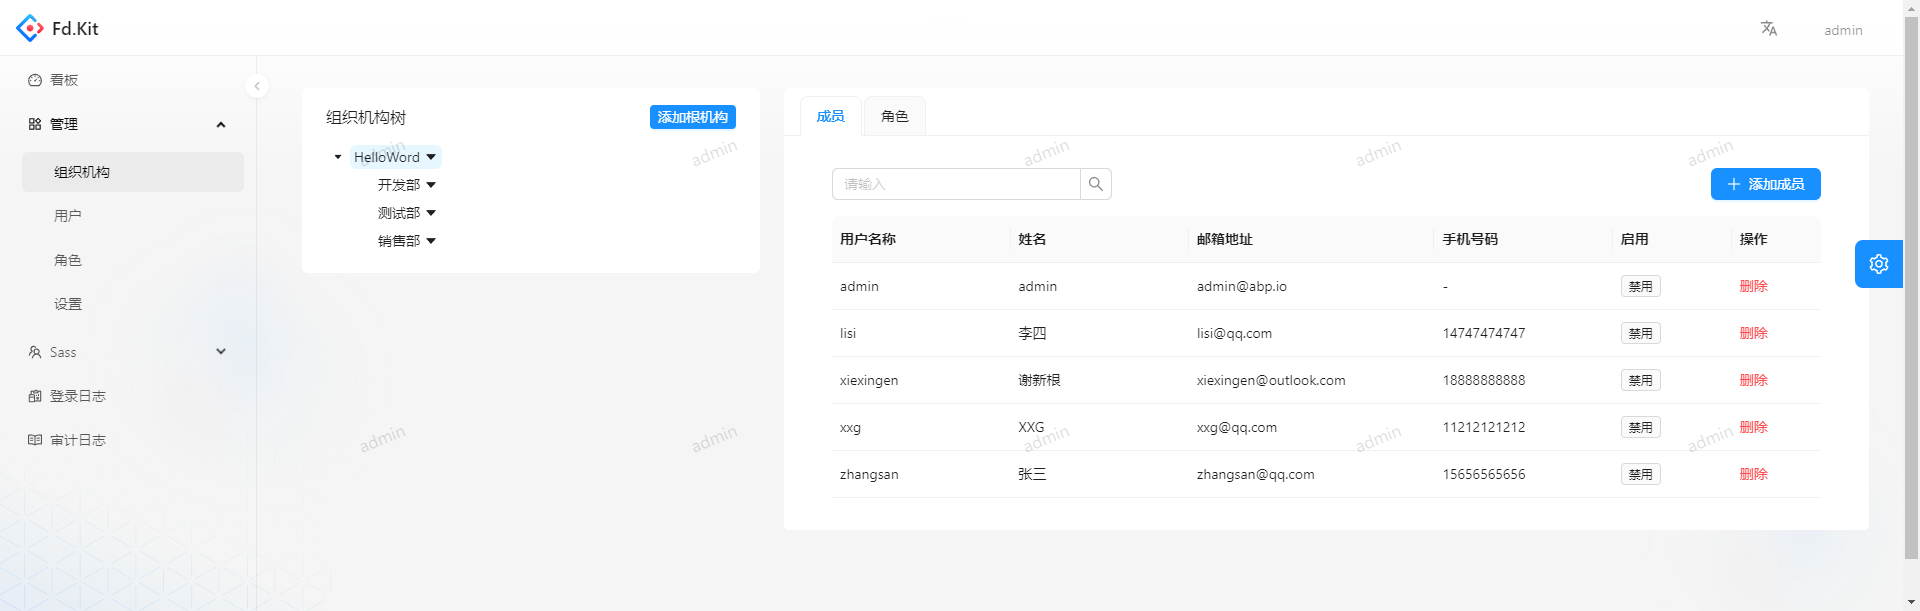 Fd.Kit
admin
看板
管理
组织机构
用户
角色
设置
Sass
登录日志
审计日志
组织机构树
添加根机构
HelloWord
开发部
测试部
销售部
成员 角色
请输入
添加成员
用户名称 姓名 邮箱地址 手机号码 启用 操作
admin admin admin@abp.io - 禁用 删除
lisi 李四 lisi@qq.com 14747474747 禁用 删除
xiexingen 谢新根 xiexingen@outlook.com 18888888888 禁用 删除
xxg XXG xxg@qq.com 11212121212 禁用 删除
zhangsan 张三 zhangsan@qq.com 15656565656 禁用 删除
admin admin admin admin admin
admin admin admin admin admin